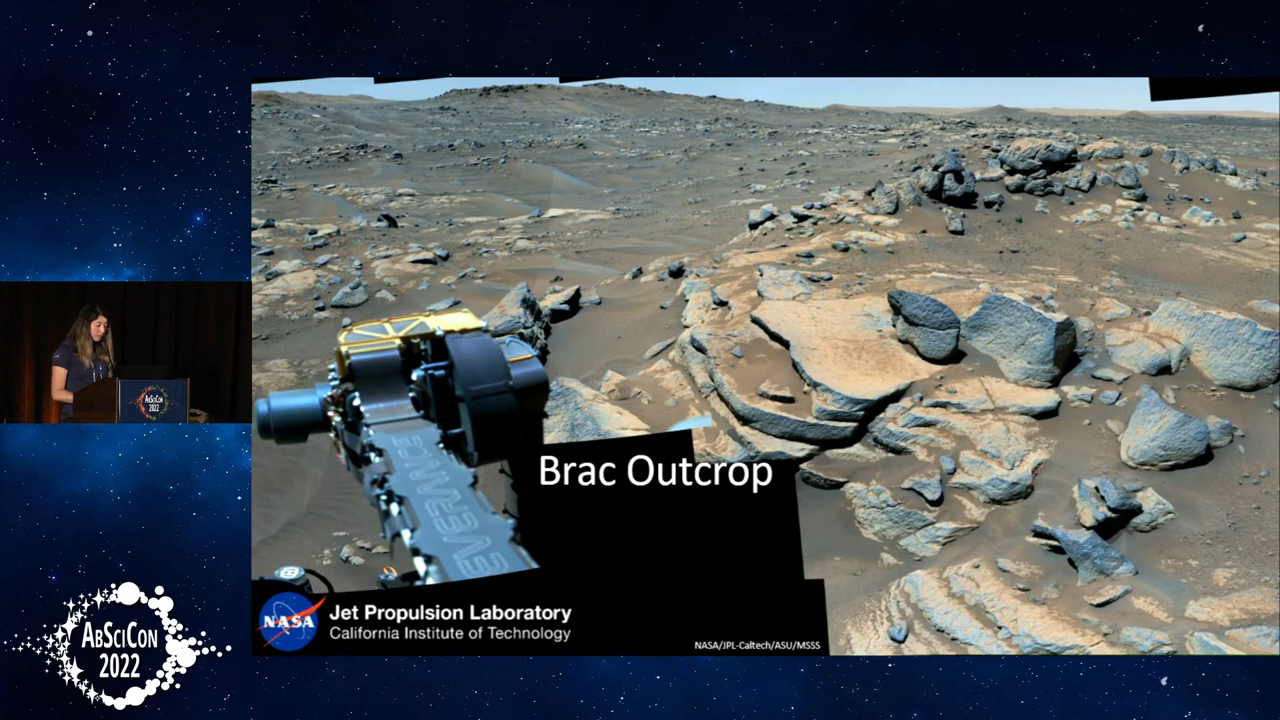 ABSCICON
2022
EVERANCE
Brac Outcrop
NASA
Jet Propulsion Laboratory
California Institute of Technology
NASA/JPL-Caltech/ASU/MSSS
ABSCICON
2022